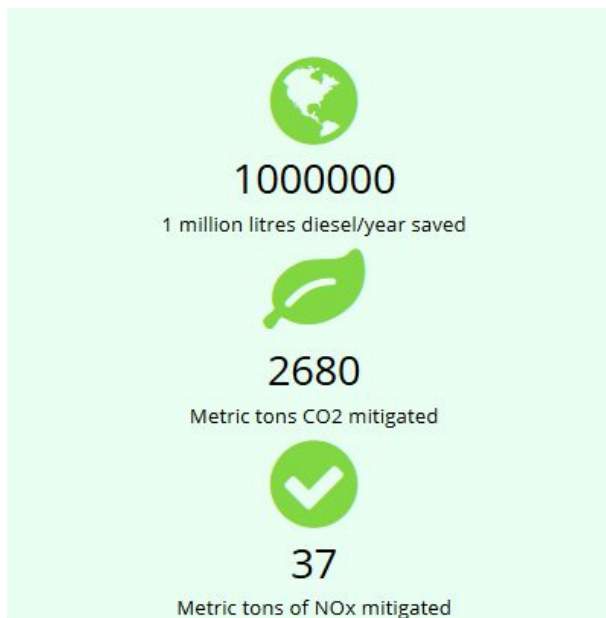 1000000
1 million litres diesel/year saved
2680
Metric tons CO2 mitigated
37
Metric tons of NOx mitigated